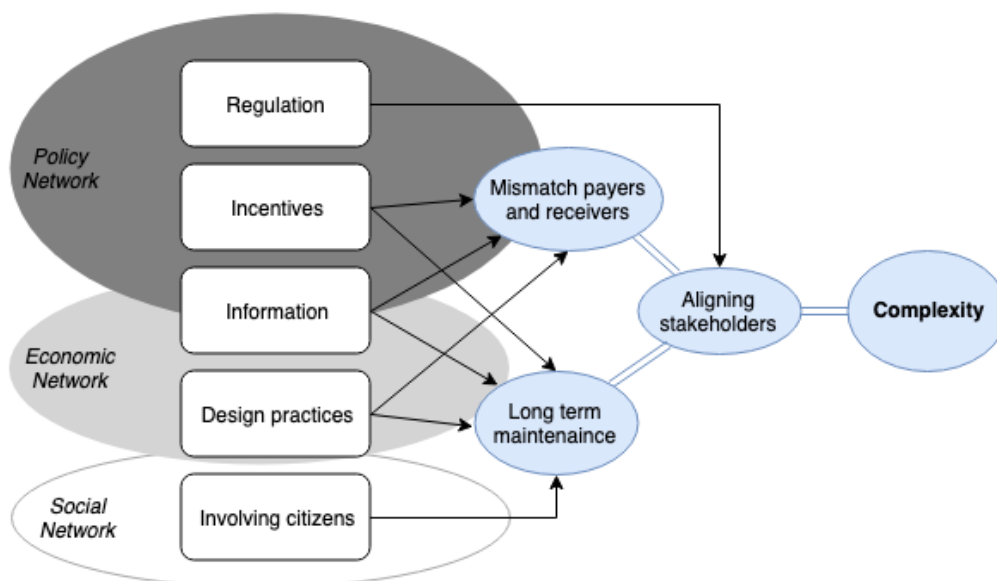 Regulation
Policy
Network
Incentives
Mismatch payers
and receivers
Information
Aligning
stakeholders
Complexity
Economic
Network
Design practices
Long term
maintenaince
Social
Network
Involving citizens